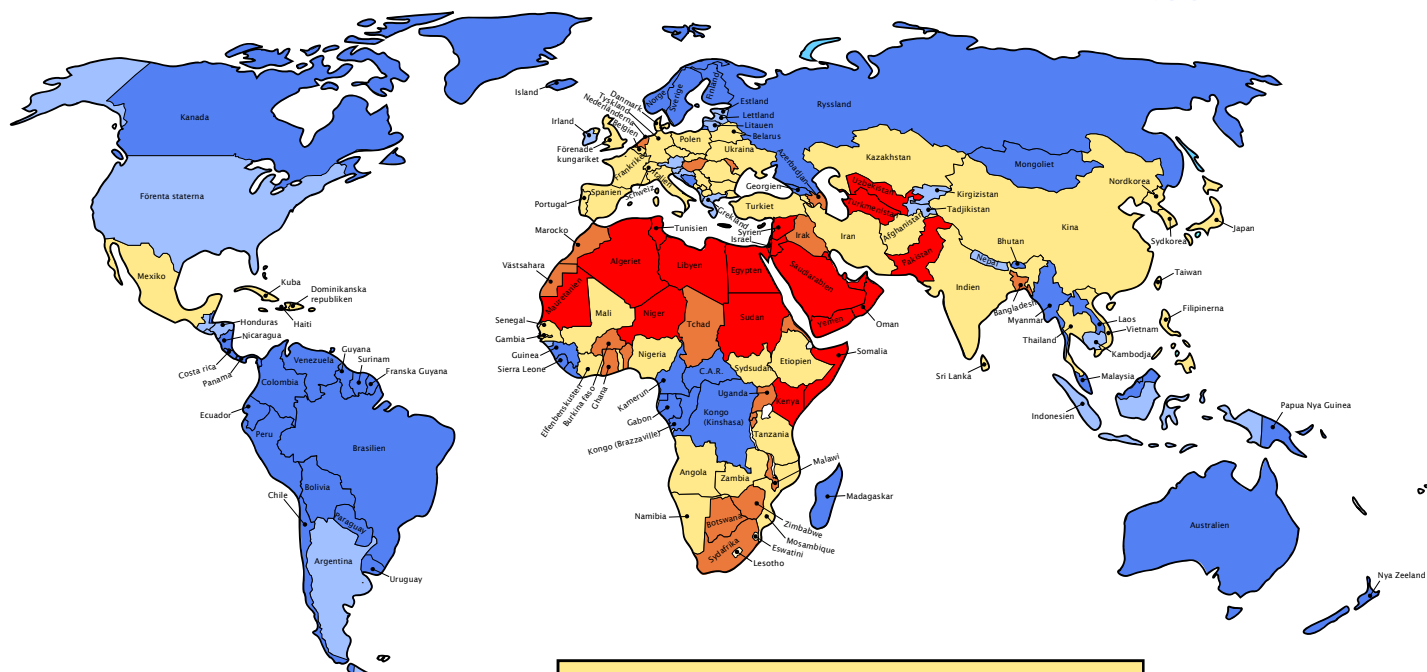 Kanada
Förenta staterna
Mexiko
Kuba
Dominikanska
republiken
Haiti
Honduras
Nicaragua
Costa rica
Panama
Venezuela
Guyana
Surinam
Franska Guyana
Colombia
Ecuador
Peru
Brasilien
Bolivia
Chile
Paraguay
Argentina
Uruguay
Island
Norge
Sverige
Finland
Danmark
Tyskland
Nederländerna
Belgien
Irland
Förenade
kungariket
Frankrike
Estland
Lettland
Litauen
Belarus
Polen
Ukraina
Italien
Schweiz
Spanien
Portugal
Grekland
Turkiet
Georgien
Azerbadjan
Ryssland
Kazakhstan
Mongoliet
Uzbekistan
Turkmenistan
Kirgizistan
Tadjikistan
Afghanistan
Iran
Irak
Syrien
Israel
Saudiarabien
Yemen
Oman
Pakistan
Indien
Nepal
Bhutan
Bangladesh
Myanmar
Sri Lanka
Kina
Nordkorea
Sydkorea
Japan
Taiwan
Filipinerna
Laos
Vietnam
Thailand
Kambodja
Malaysia
Indonesien
Papua Nya Guinea
Australien
Nya Zeeland
Marocko
Västsahara
Algeriet
Tunisien
Libyen
Egypten
Mauretanien
Mali
Niger
Tchad
Sudan
Senegal
Gambia
Guinea
Sierra Leone
Elfenbenskusten
Burkina faso
Ghana
Nigeria
Kamerun
C.A.R.
Sydsudan
Etiopien
Somalia
Uganda
Kenya
Gabon
Kongo (Brazzaville)
Kongo
(Kinshasa)
Tanzania
Angola
Zambia
Malawi
Madagaskar
Namibia
Botswana
Zimbabwe
Mosambique
Eswatini
Sydafrika
Lesotho